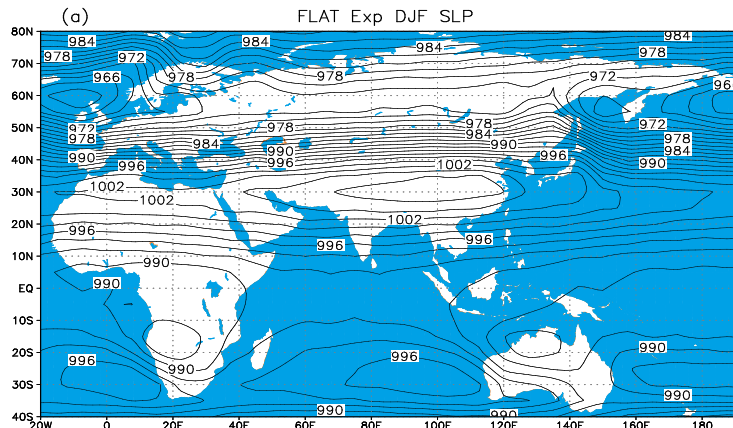 (a) FLAT Exp DJF SLP
80N 984 984 984 978
978 972 978
70N 966 978 978 972
60N 96
50N 972 978 978 972
978 984 984 978
40N 990 990 990 984
996 996 996 990
1002 1002
30N 1002
20N 1002
996 996 996
10N 990
EQ 990
10S
20S 996 990 996 990
30S
990 990
40S 990
20W 0 20E 40E 60E 80E 100E 120E 140E 160E 180